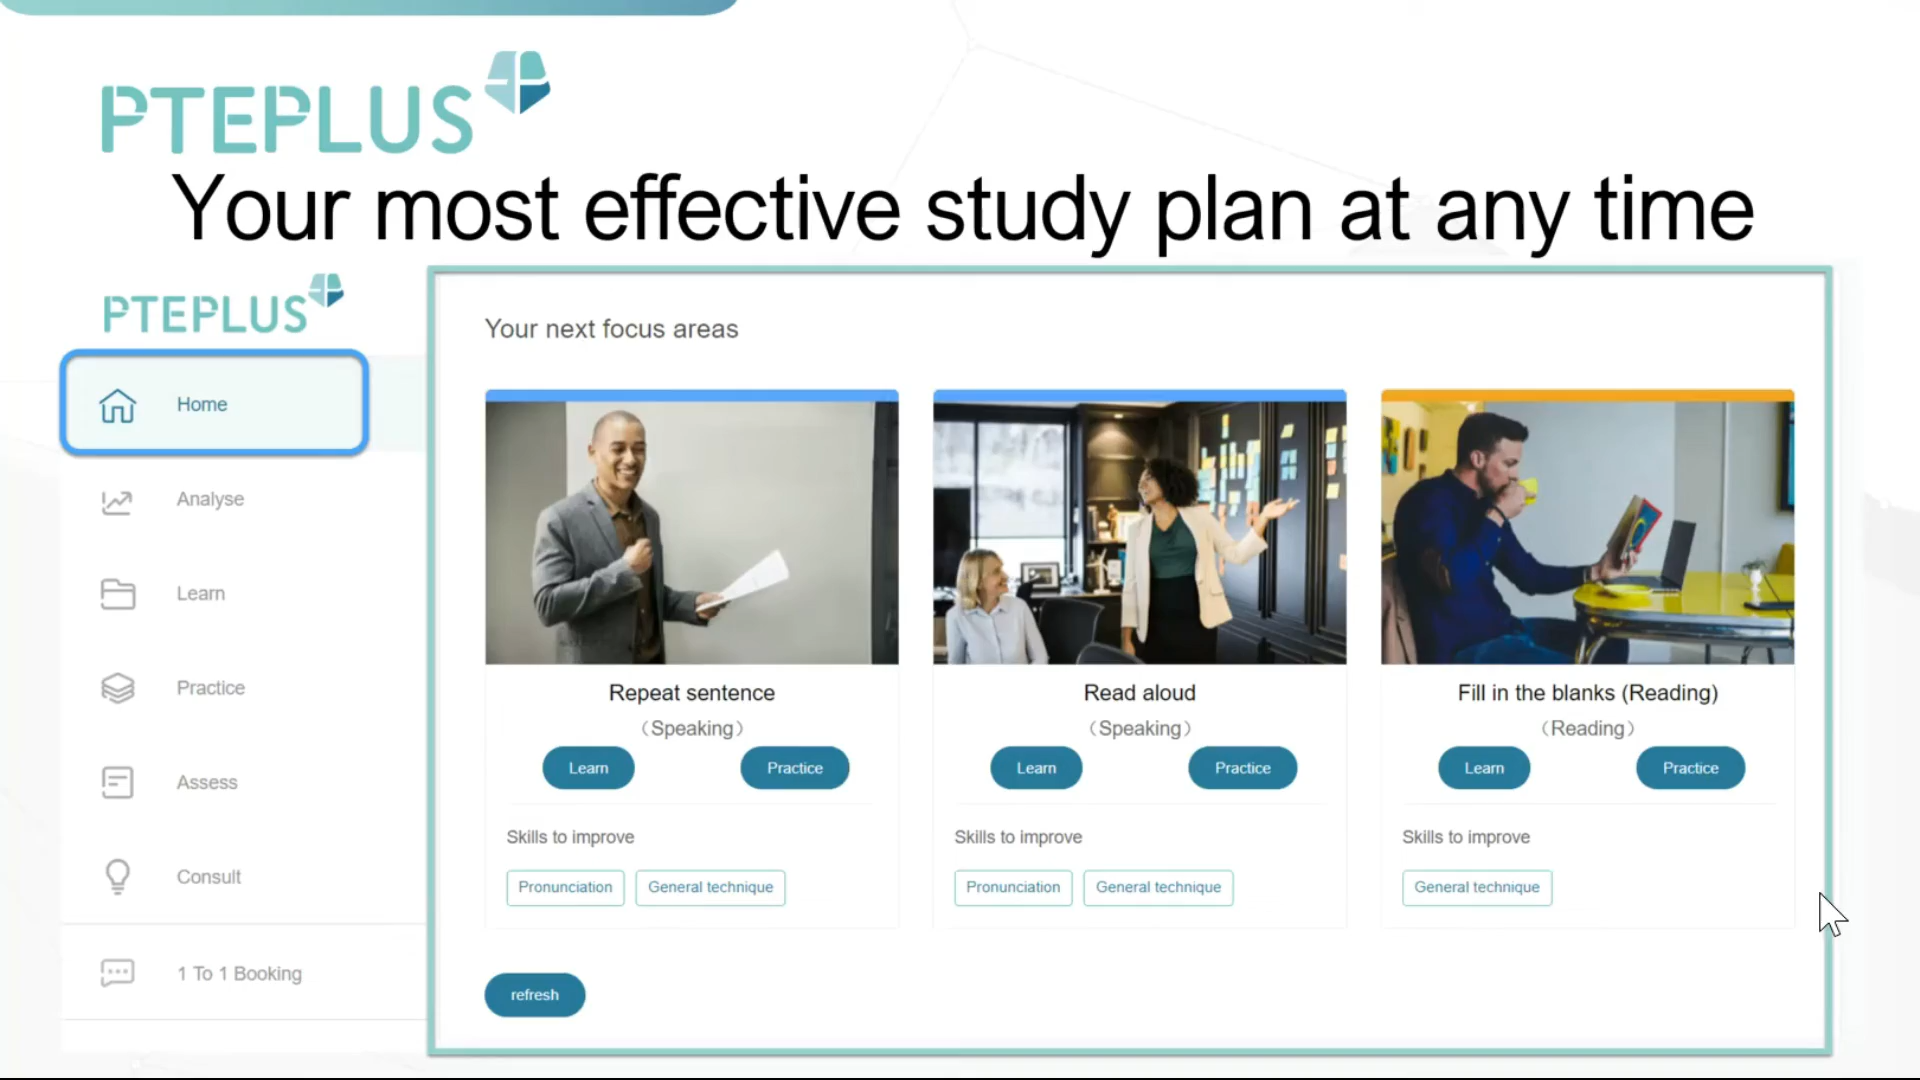 PTEPLUS
Your most effective study plan at any time
PTEPLUS
Home
Analyse
Learn
Practice
Assess
Consult
1 To 1 Booking
Your next focus areas
Repeat sentence
（Speaking）
Learn Practice
Skills to improve
Pronunciation General technique
Read aloud
（Speaking）
Learn Practice
Skills to improve
Pronunciation General technique
Fill in the blanks (Reading)
（Reading）
Learn Practice
Skills to improve
General technique
refresh